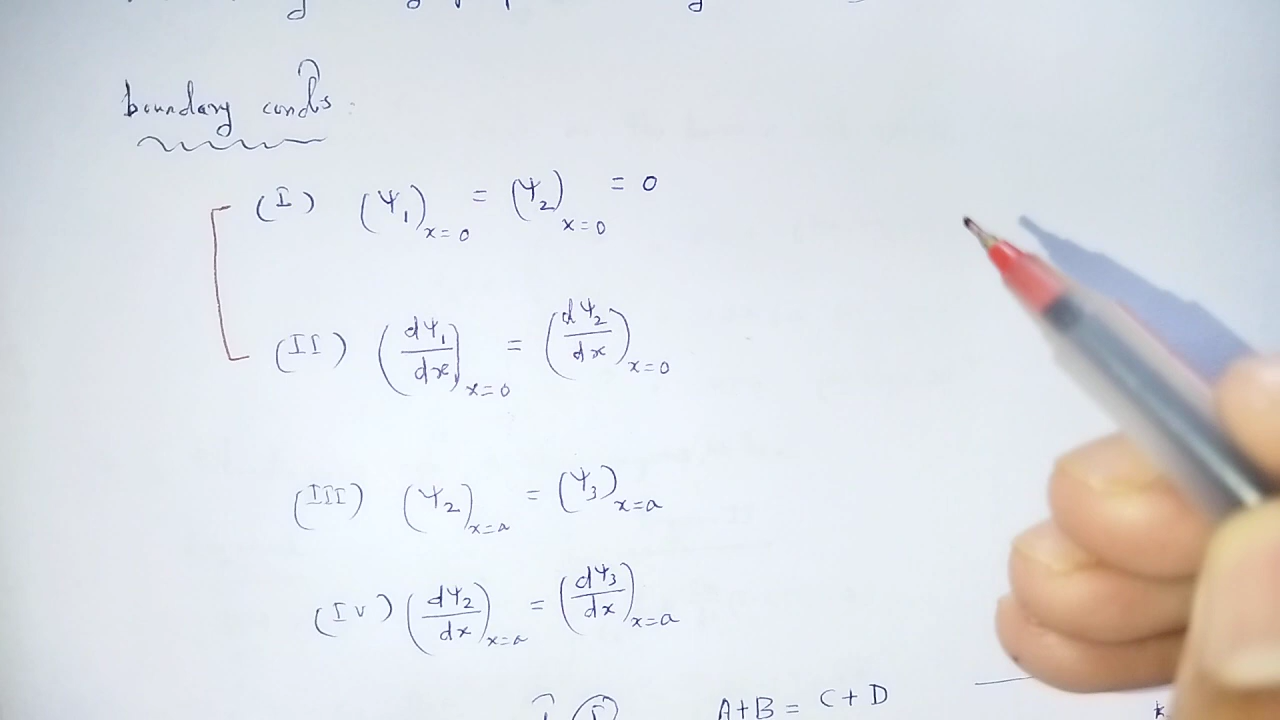 boundary condns
(I) (Ψ₁)ₓ₌₀ = (Ψ₂)ₓ₌₀ = 0
(II) (dΨ₁/dx)ₓ₌₀ = (dΨ₂/dx)ₓ₌₀
(III) (Ψ₂)ₓ₌ₐ = (Ψ₃)ₓ₌ₐ
(IV) (dΨ₂/dx)ₓ₌ₐ = (dΨ₃/dx)ₓ₌ₐ
A+B = C+D